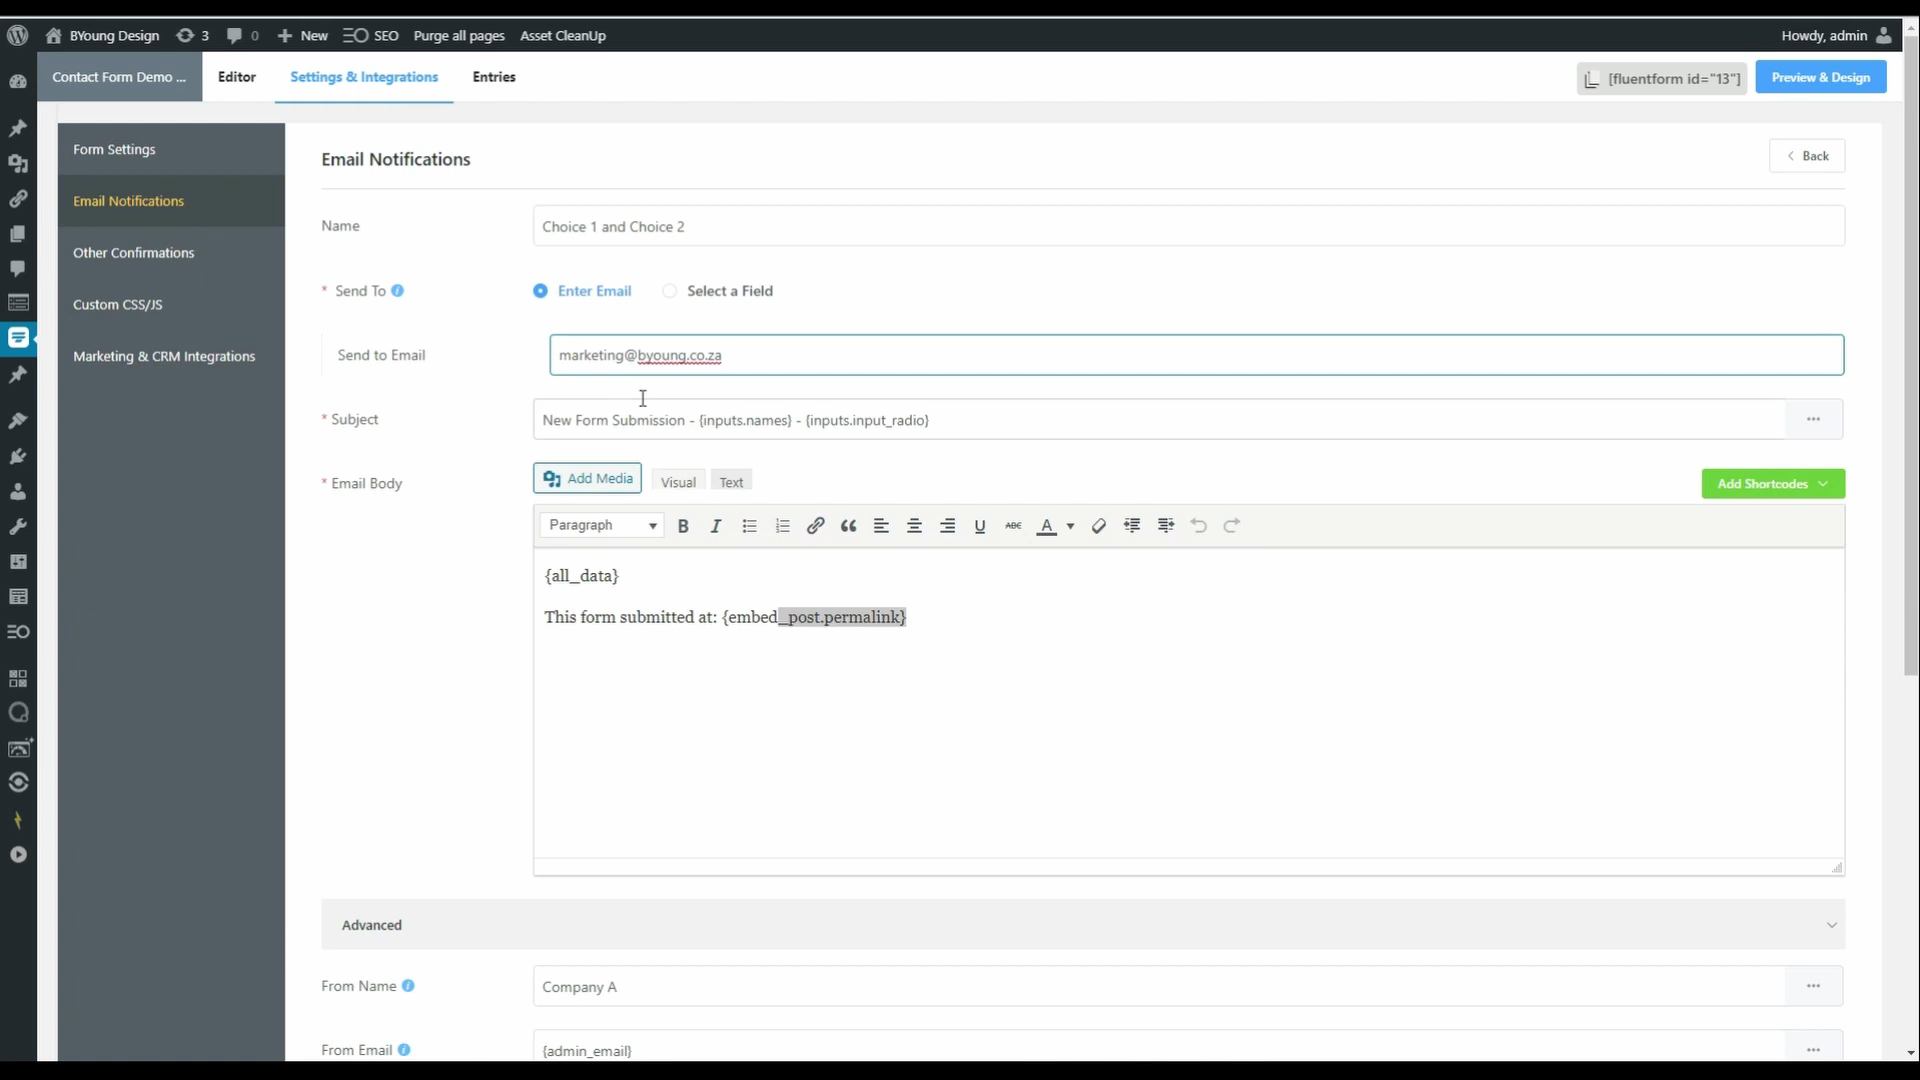 BYoung Design 3 0 New SEO Purge all pages Asset CleanUp Howdy, admin
Contact Form Demo ... Editor Settings & Integrations Entries [fluentform id="13"] Preview & Design
Form Settings
Email Notifications
Other Confirmations
Custom CSS/JS
Marketing & CRM Integrations
Email Notifications Back
Name Choice 1 and Choice 2
* Send To Enter Email Select a Field
Send to Email marketing@byoung.co.za
* Subject New Form Submission - {inputs.names} - {inputs.input_radio}
* Email Body Add Media Visual Text Add Shortcodes
Paragraph B I U ABC A
{all_data}
This form submitted at: {embed_post.permalink}
Advanced
From Name Company A
From Email {admin_email}